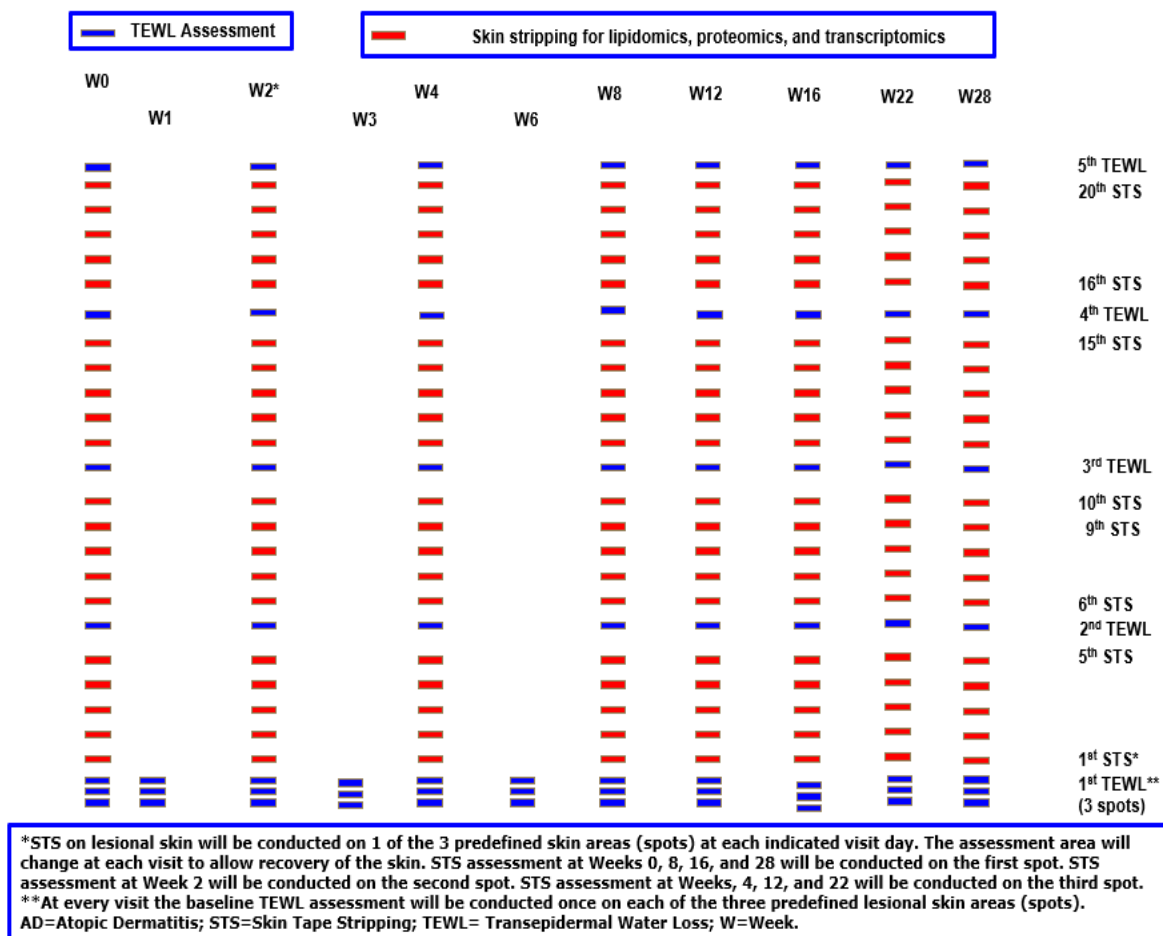 TEWL Assessment
Skin stripping for lipidomics, proteomics, and transcriptomics
W0
W2*
W4
W8
W12
W16
W22
W28
W1
W3
W6
5th TEWL
20th STS
16th STS
4th TEWL
15th STS
3rd TEWL
10th STS
9th STS
6th STS
2nd TEWL
5th STS
1st STS*
1st TEWL**
(3 spots)
*STS on lesional skin will be conducted on 1 of the 3 predefined skin areas (spots) at each indicated visit day. The assessment area will
change at each visit to allow recovery of the skin. STS assessment at Weeks 0, 8, 16, and 28 will be conducted on the first spot. STS
assessment at Week 2 will be conducted on the second spot. STS assessment at Weeks, 4, 12, and 22 will be conducted on the third spot.
**At every visit the baseline TEWL assessment will be conducted once on each of the three predefined lesional skin areas (spots).
AD=Atopic Dermatitis; STS=Skin Tape Stripping; TEWL= Transepidermal Water Loss; W=Week.